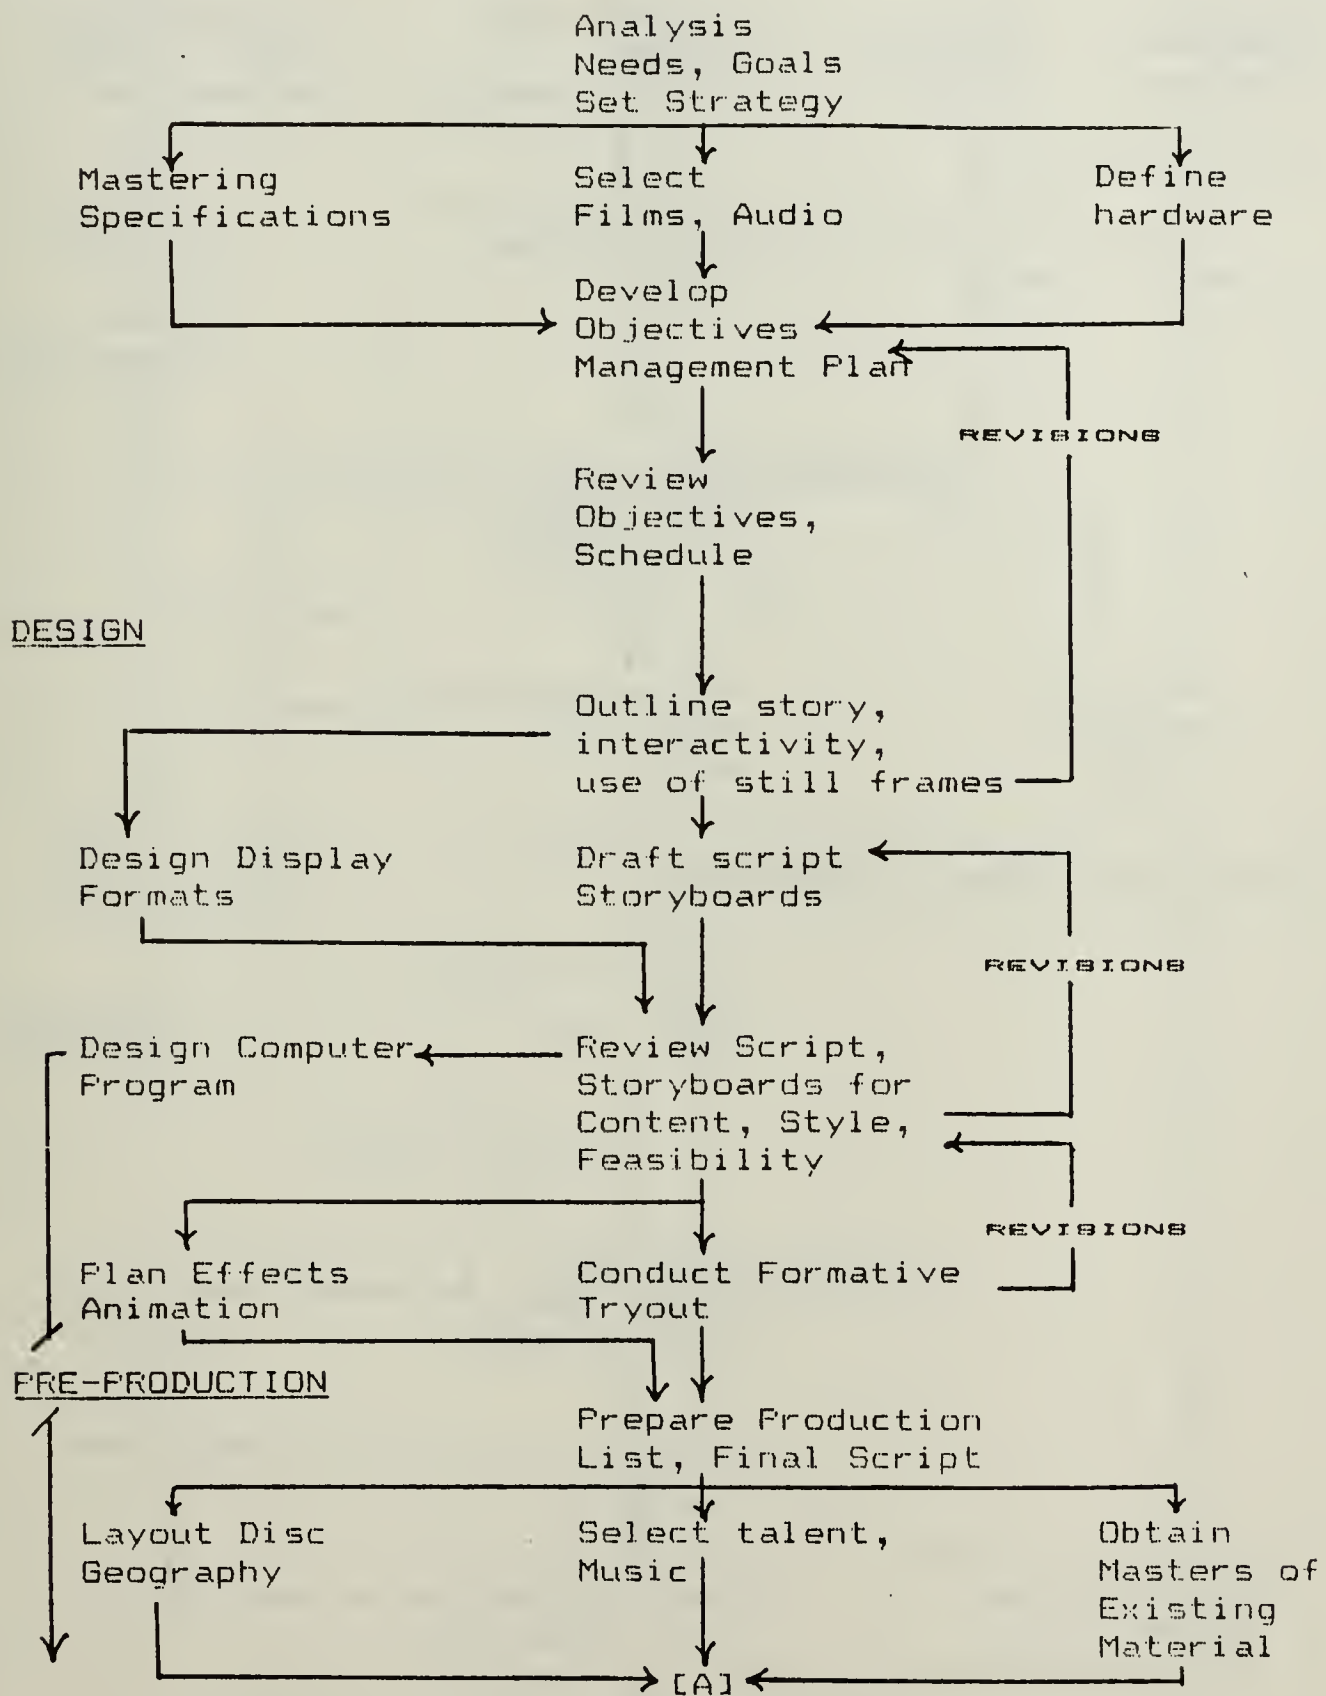 Analysis
Needs, Goals
Set Strategy
Mastering
Specifications
Select
Films, Audio
Define
hardware
Develop
Objectives
Management Plan
REVISIONS
Review
Objectives,
Schedule
DESIGN
Outline story,
interactivity,
use of still frames
Design Display
Formats
Draft script
Storyboards
REVISIONS
Design Computer
Program
Review Script,
Storyboards for
Content, Style,
Feasibility
REVISIONS
Plan Effects
Animation
Conduct Formative
Tryout
PRE-PRODUCTION
Prepare Production
List, Final Script
Layout Disc
Geography
Select talent,
Music
Obtain
Masters of
Existing
Material
[A]